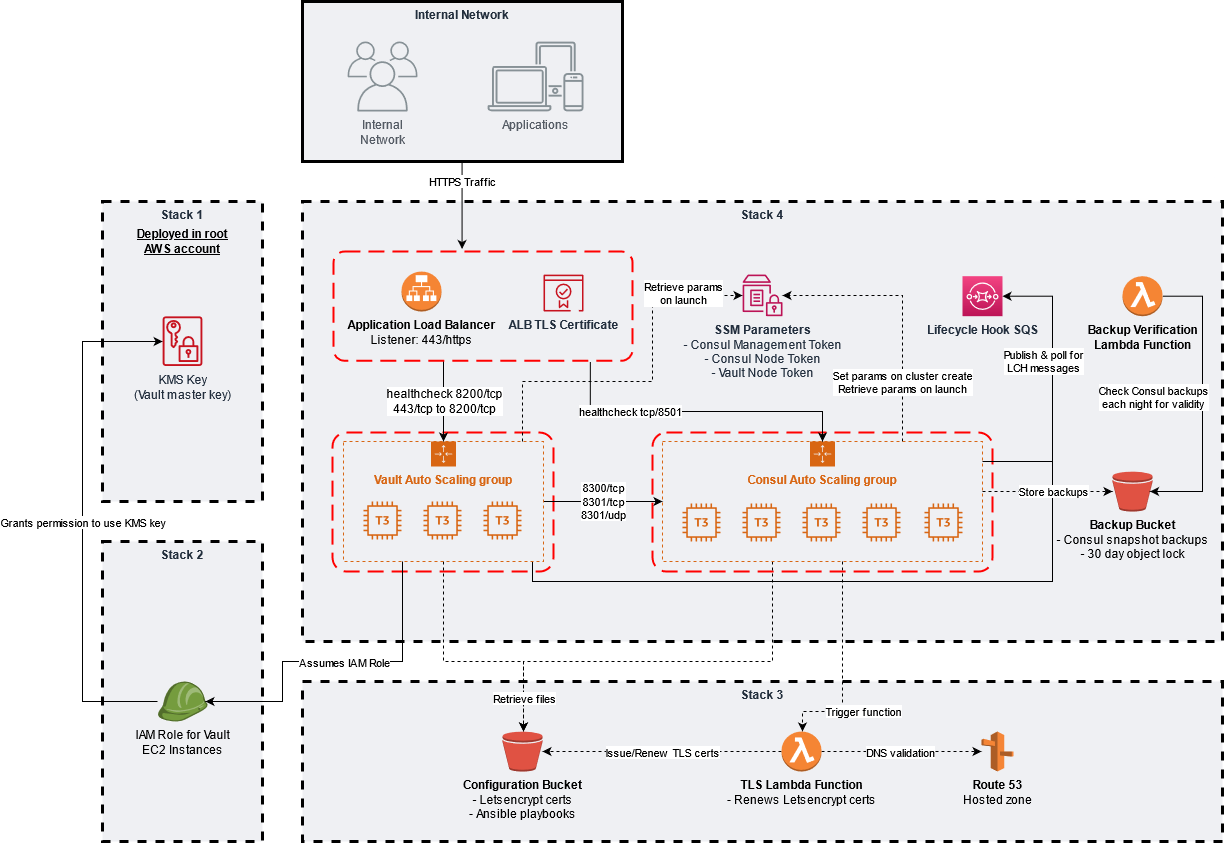 Internal Network
Internal
Network
Applications
HTTPS Traffic
Stack 1
Deployed in root
AWS account
KMS Key
(Vault master key)
Grants permission to use KMS key
Stack 2
IAM Role for Vault
EC2 Instances
Assumes IAM Role
Stack 4
Application Load Balancer
Listener: 443/https
ALB TLS Certificate
Retrieve params
on launch
SSM Parameters
- Consul Management Token
- Consul Node Token
- Vault Node Token
Lifecycle Hook SQS
Backup Verification
Lambda Function
Publish & poll for
LCH messages
Set params on cluster create
Retrieve params on launch
Check Consul backups
each night for validity
healthcheck 8200/tcp
443/tcp to 8200/tcp
healthcheck tcp/8501
Vault Auto Scaling group
T3
T3
T3
8300/tcp
8301/tcp
8301/udp
Consul Auto Scaling group
T3
T3
T3
T3
T3
Store backups
Backup Bucket
- Consul snapshot backups
- 30 day object lock
Stack 3
Retrieve files
Trigger function
Issue/Renew TLS certs
DNS validation
Configuration Bucket
- Letsencrypt certs
- Ansible playbooks
TLS Lambda Function
- Renews Letsencrypt certs
Route 53
Hosted zone